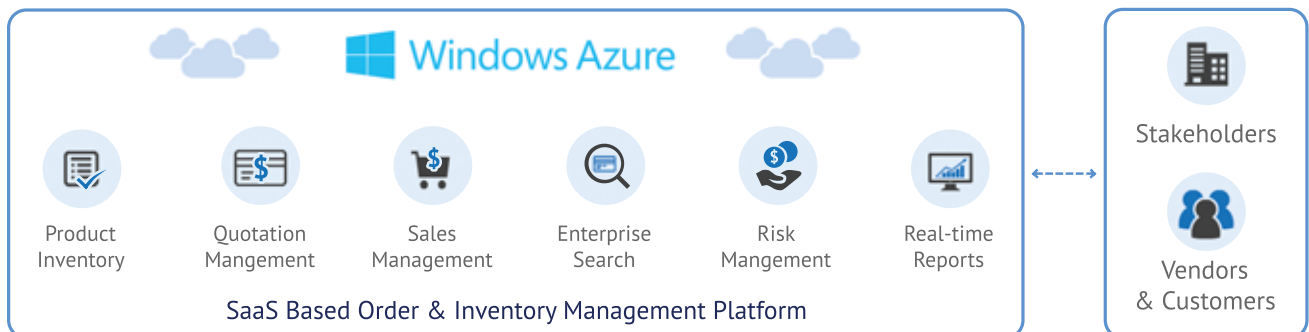 Windows Azure
Product
Inventory
Quotation
Mangement
Sales
Management
Enterprise
Search
Risk
Mangement
Real-time
Reports
SaaS Based Order & Inventory Management Platform
Stakeholders
Vendors
& Customers